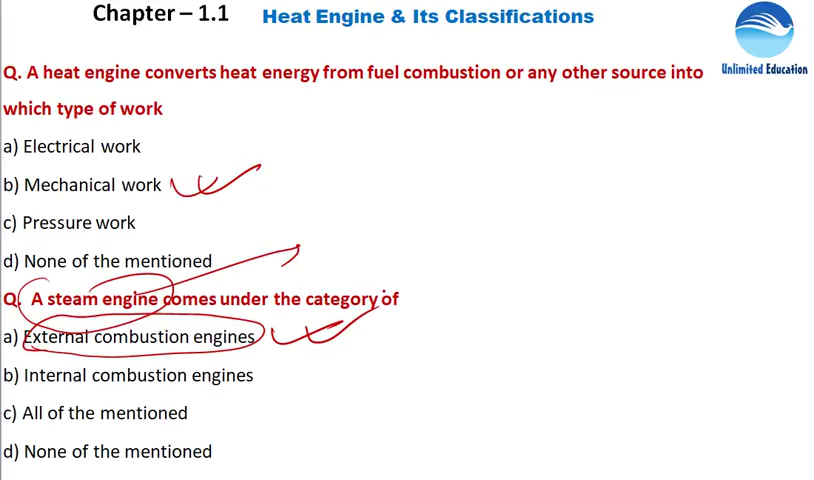 Chapter – 1.1 Heat Engine & Its Classifications
Unlimited Education
Q. A heat engine converts heat energy from fuel combustion or any other source into
which type of work
a) Electrical work
b) Mechanical work
c) Pressure work
d) None of the mentioned
Q. A steam engine comes under the category of
a) External combustion engines
b) Internal combustion engines
c) All of the mentioned
d) None of the mentioned